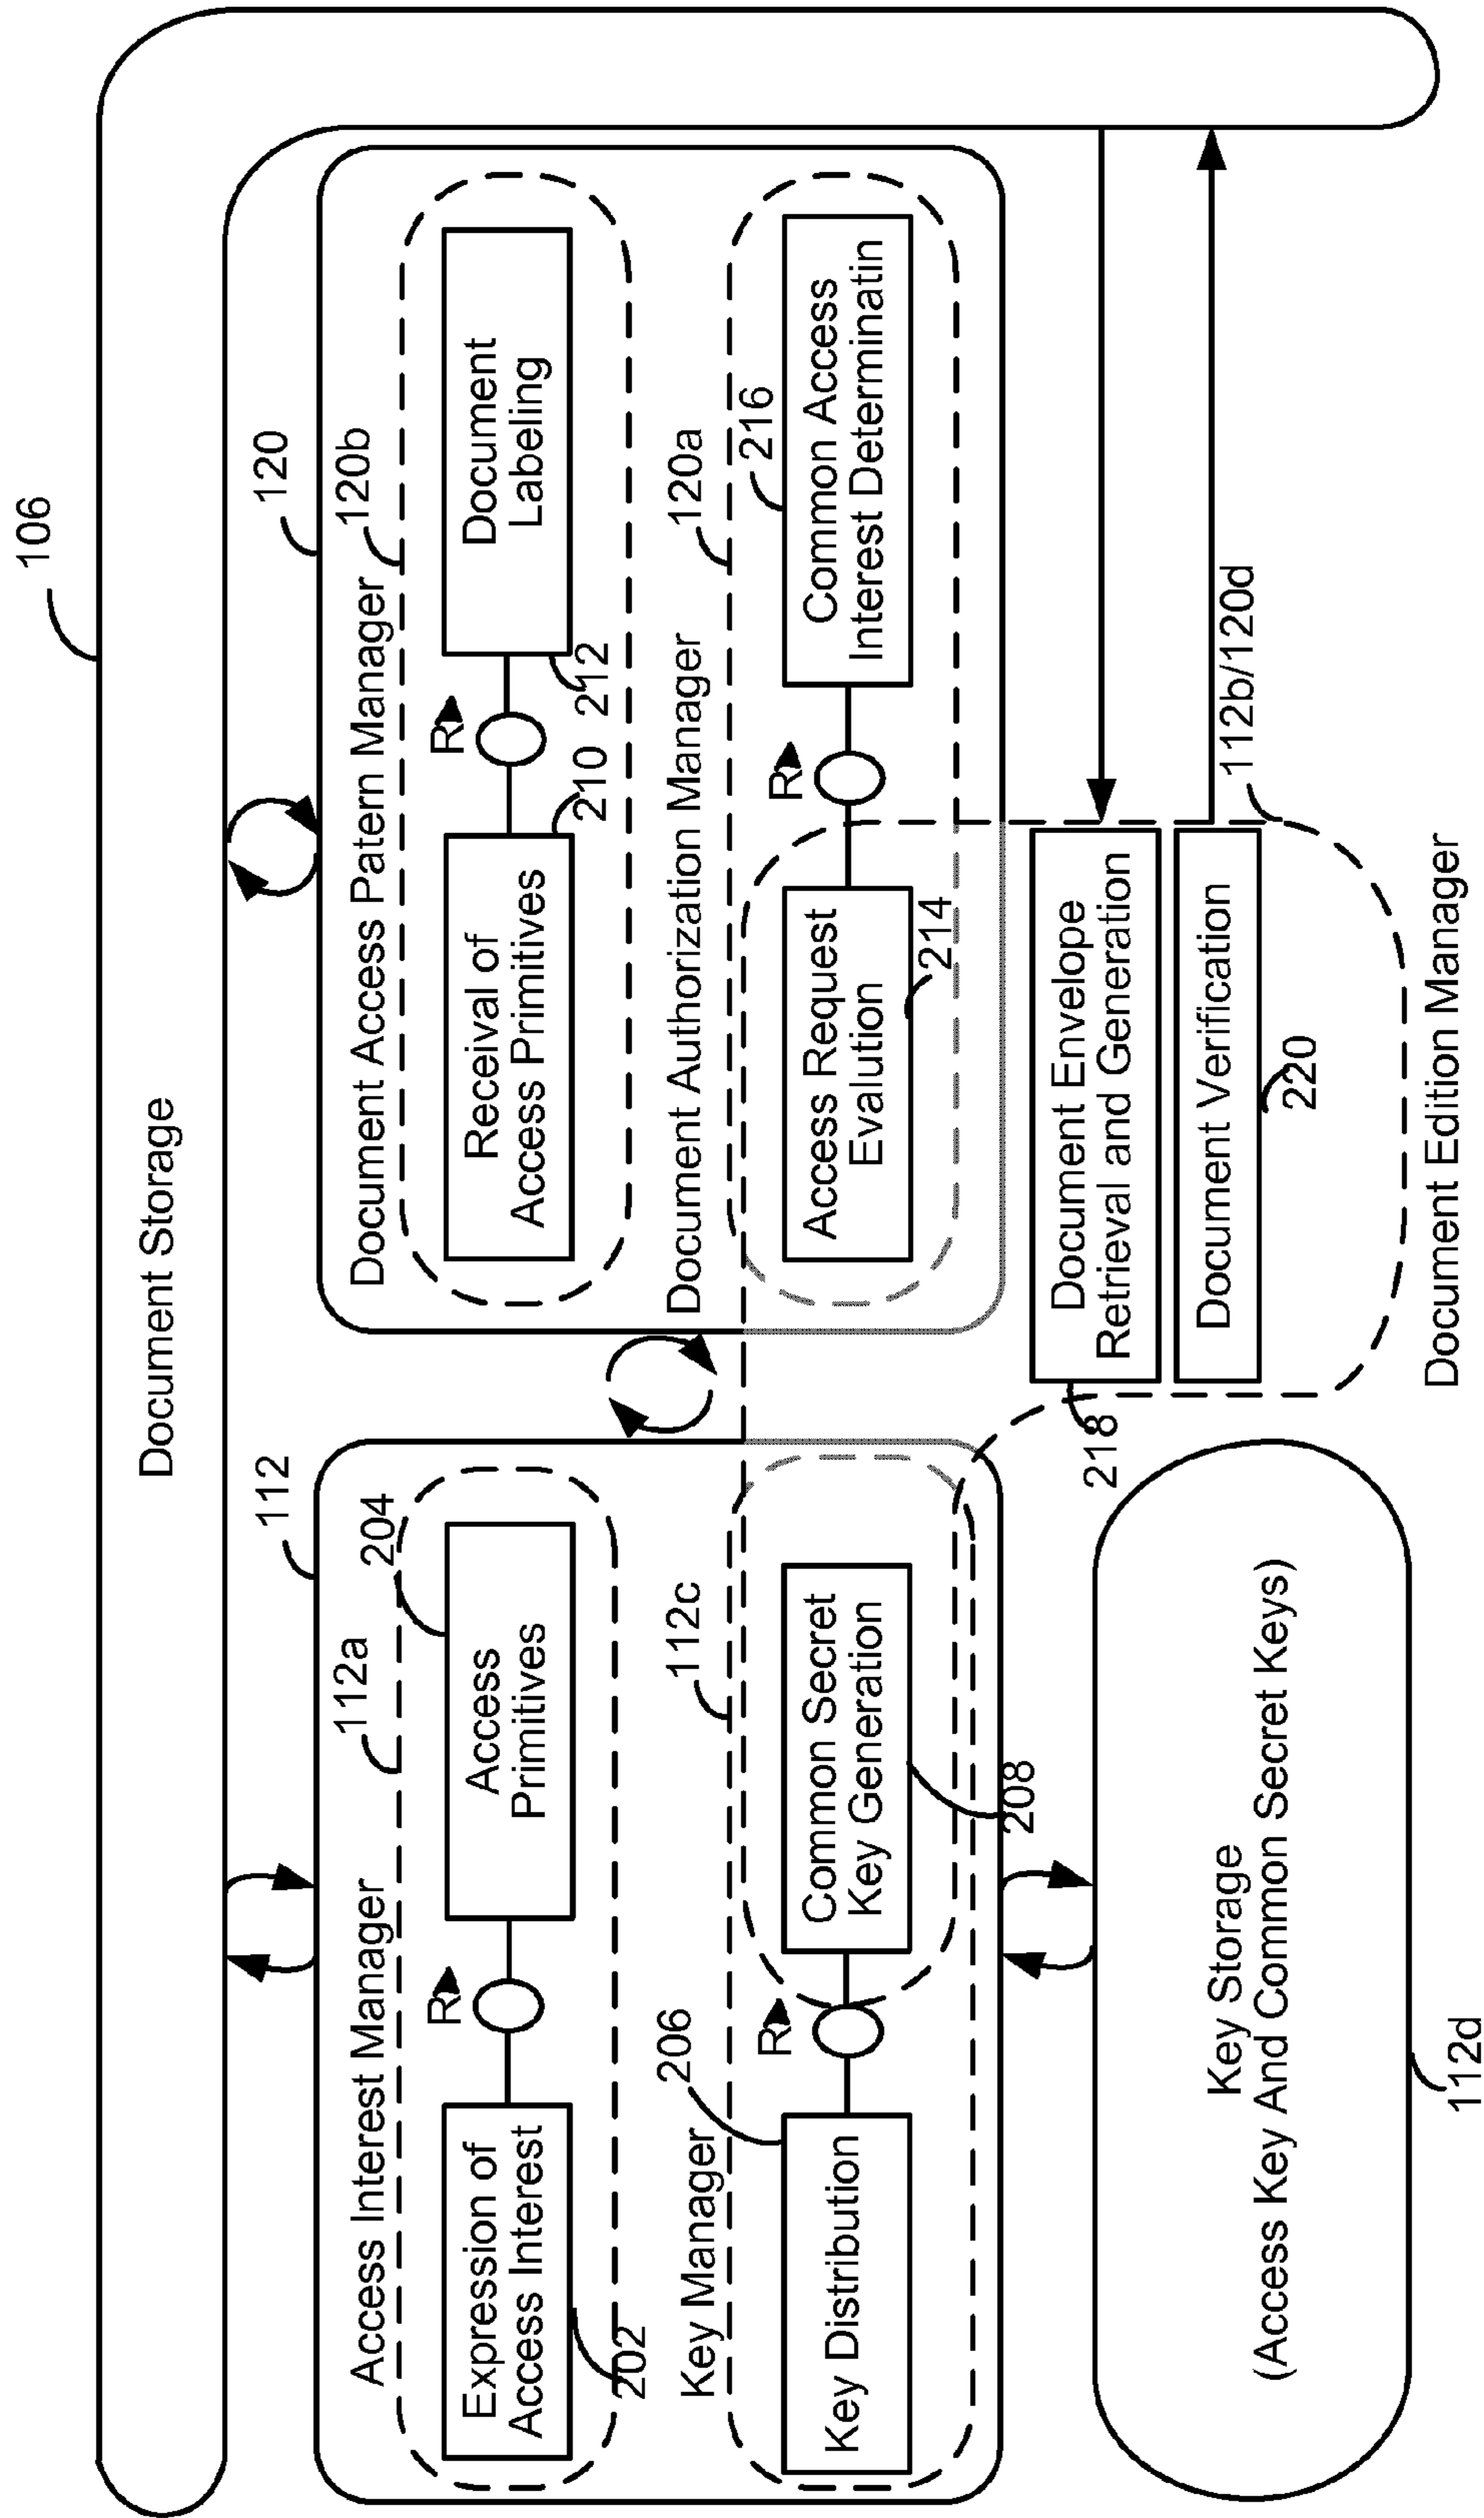 106
Document Storage
112
120
Access Interest Manager
112a
204
Document Access Patern Manager
120b
Expression of
Access Interest
R
Access
Primitives
202
Receival of
Access Primitives
R
Document
Labeling
210
212
Key Manager
206
112c
Document Authorization Manager
120a
216
Key Distribution
R
Common Secret
Key Generation
208
Access Request
Evalution
R
Common Access
Interest Determinatin
214
218
Document Envelope
Retrieval and Generation
Document Verification
112b/120d
220
Key Storage
(Access Key And Common Secret Keys)
112d
Document Edition Manager